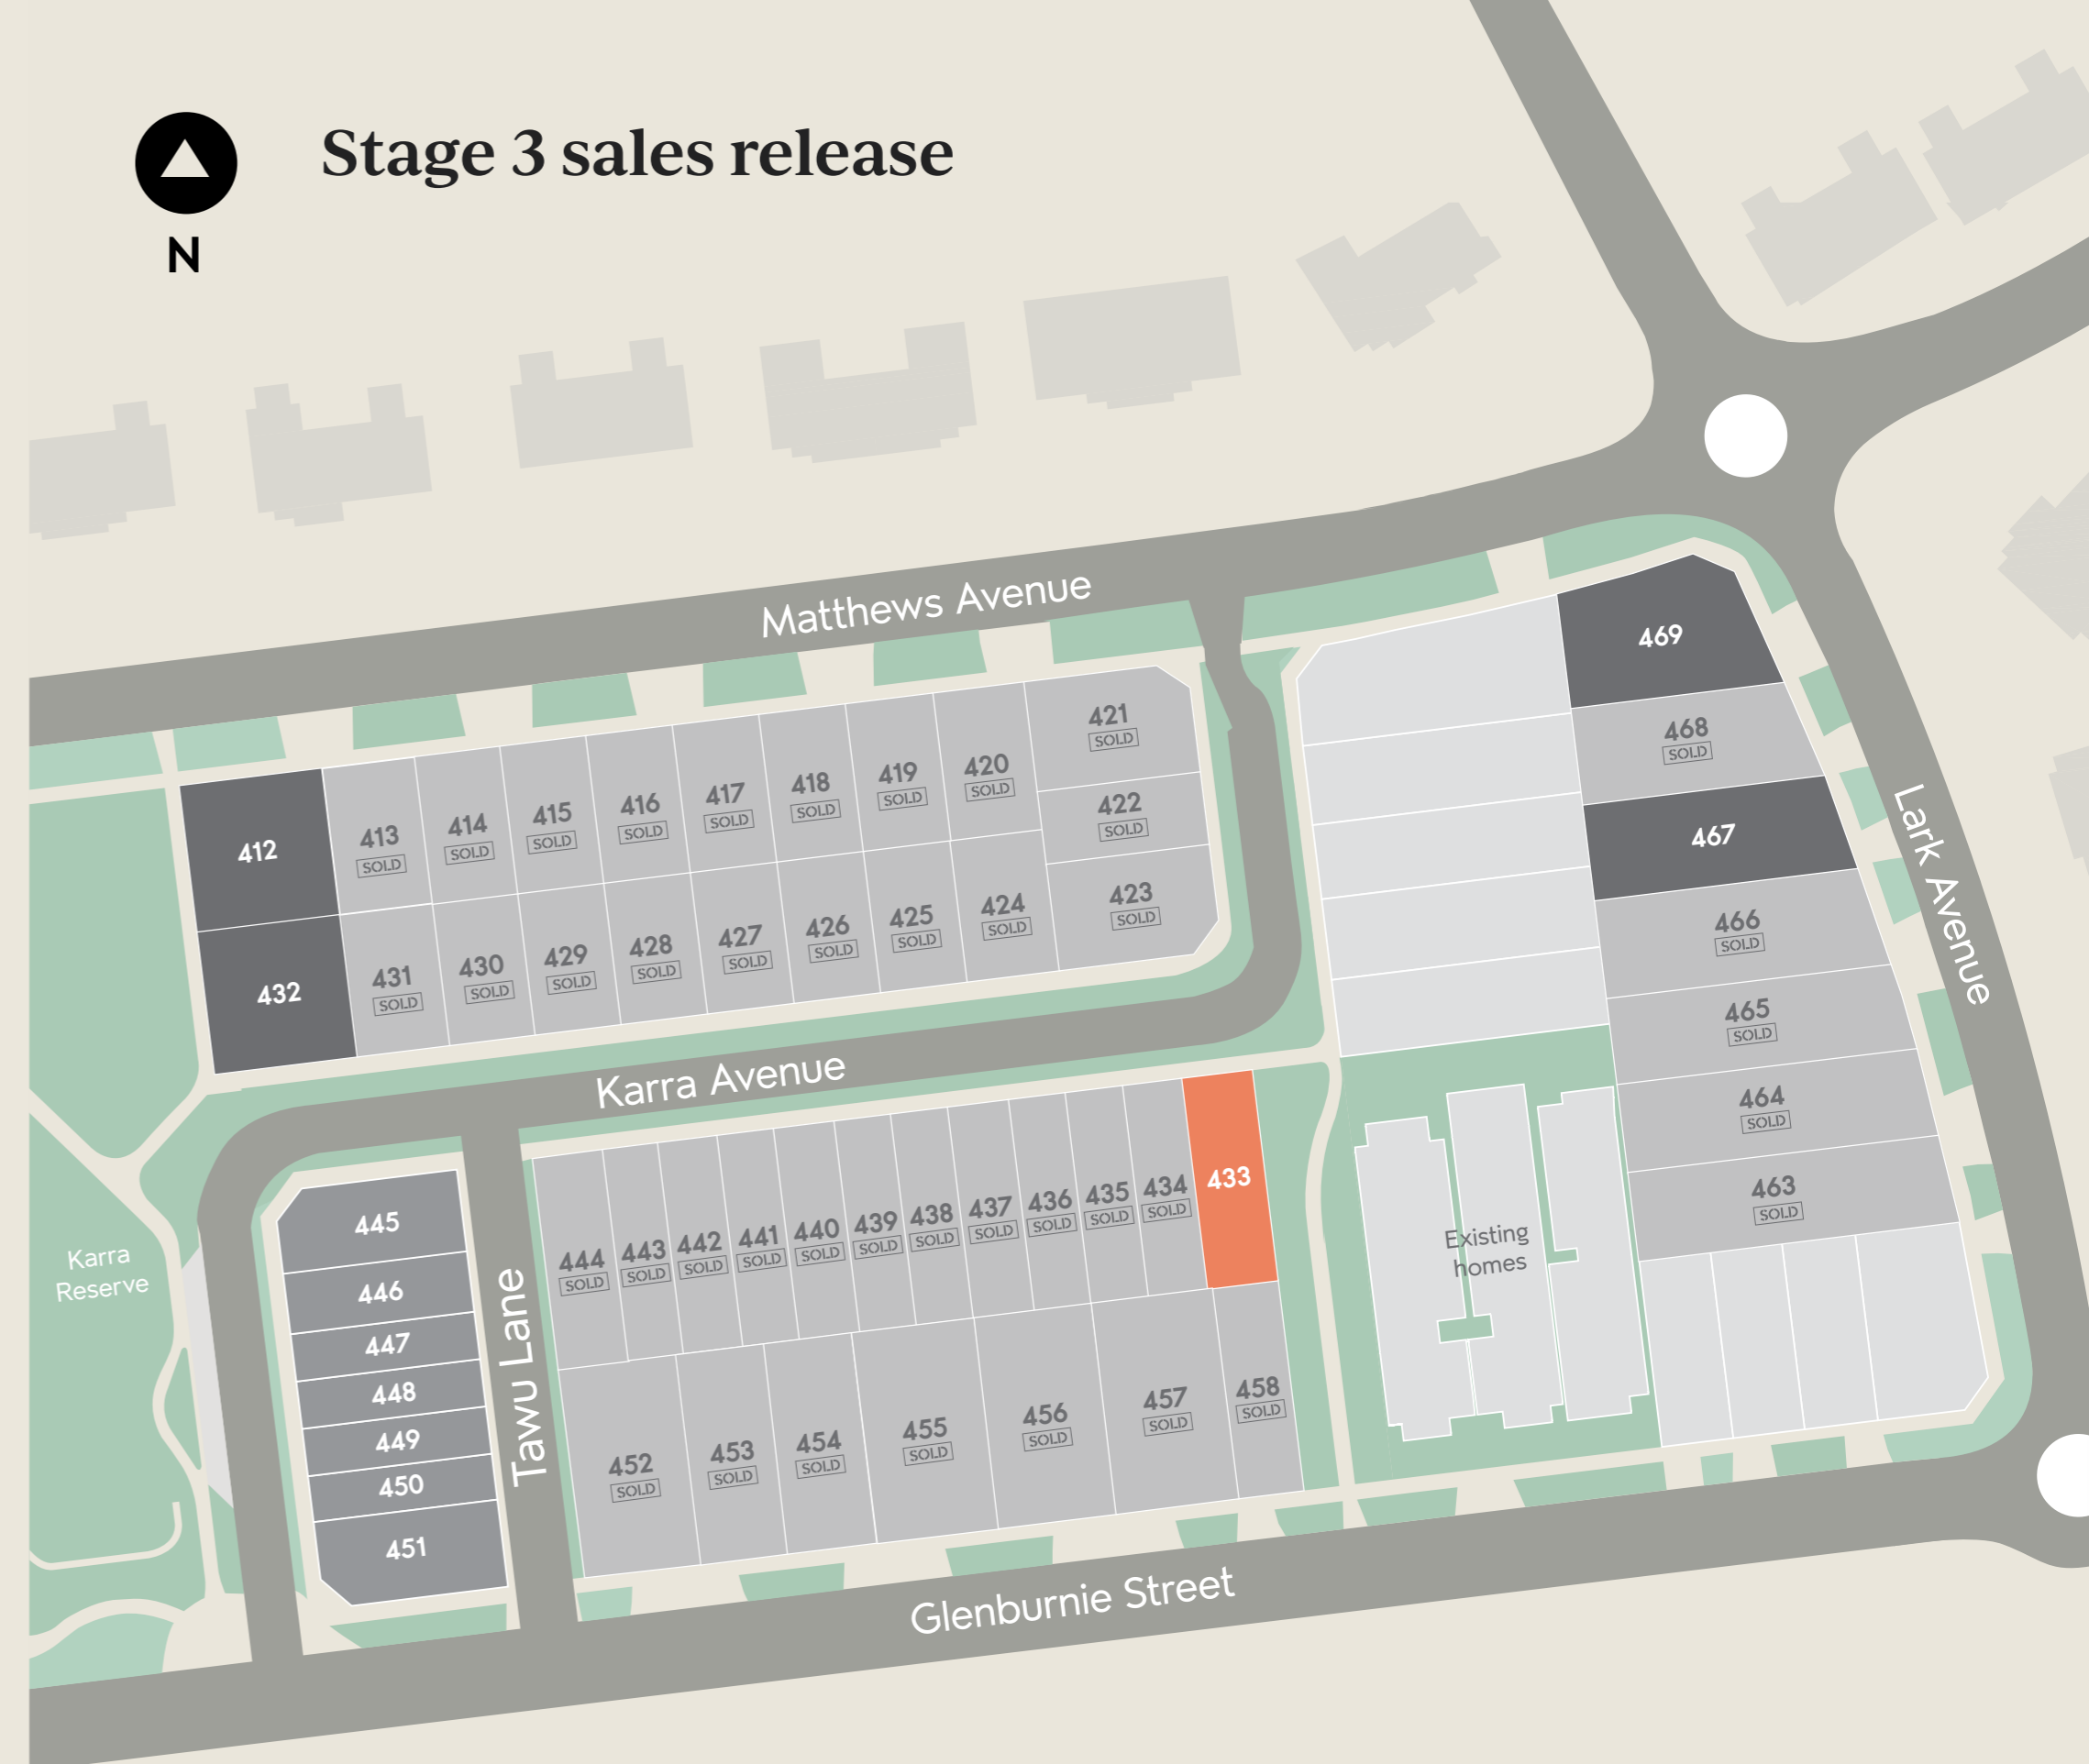 Stage 3 sales release
N
Matthews Avenue
469
468
SOLD
467
466
SOLD
465
SOLD
464
SOLD
463
SOLD
Lark Avenue
412
413
SOLD
414
SOLD
415
SOLD
416
SOLD
417
SOLD
418
SOLD
419
SOLD
420
SOLD
421
SOLD
422
SOLD
423
SOLD
424
SOLD
425
SOLD
426
SOLD
427
SOLD
428
SOLD
429
SOLD
430
SOLD
431
SOLD
432
Karra Avenue
433
434
SOLD
435
SOLD
436
SOLD
437
SOLD
438
SOLD
439
SOLD
440
SOLD
441
SOLD
442
SOLD
443
SOLD
444
SOLD
Existing
homes
Karra
Reserve
445
446
447
448
449
450
451
Tawu Lane
452
SOLD
453
SOLD
454
SOLD
455
SOLD
456
SOLD
457
SOLD
458
SOLD
Glenburnie Street